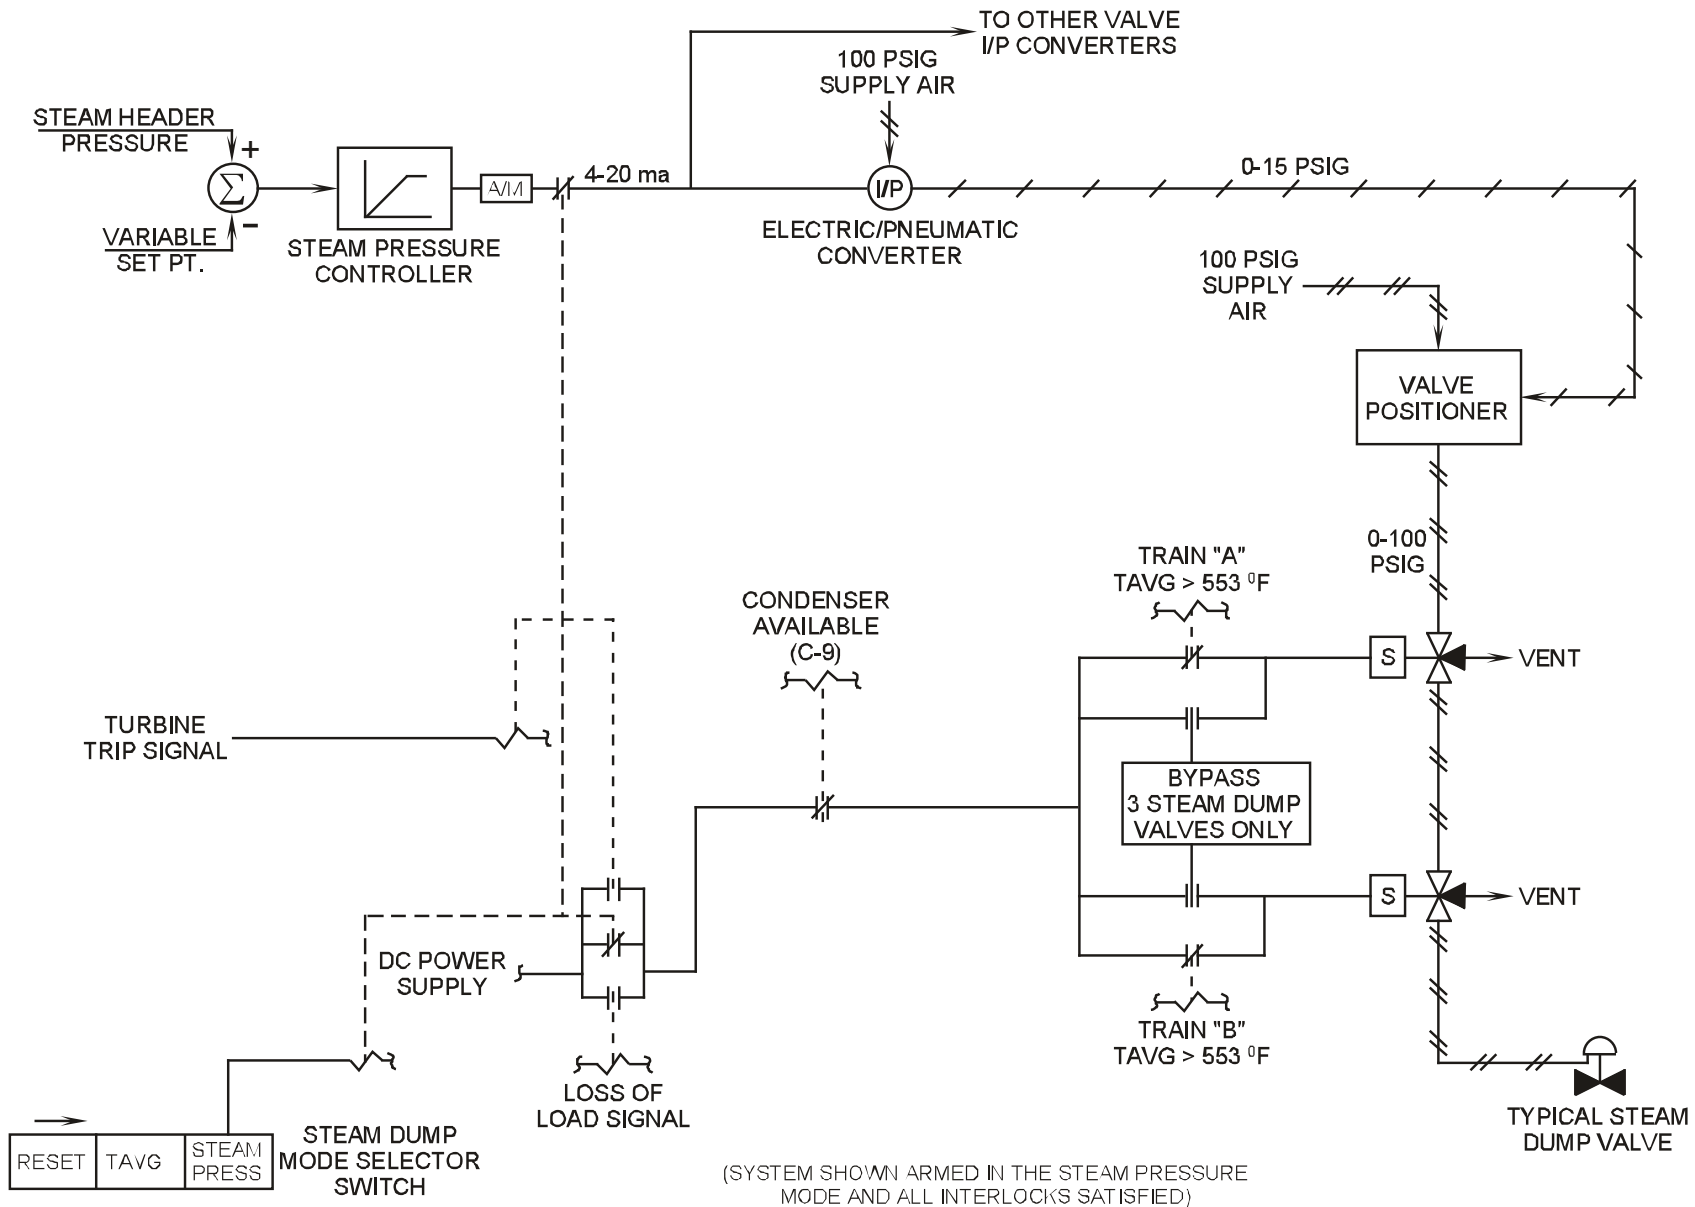 TO OTHER VALVE
I/P CONVERTERS
100 PSIG
SUPPLY AIR
STEAM HEADER
PRESSURE
+
Σ
−
VARIABLE
SET PT.
STEAM PRESSURE
CONTROLLER
A/M
4-20 ma
I/P
ELECTRIC/PNEUMATIC
CONVERTER
0-15 PSIG
100 PSIG
SUPPLY
AIR
VALVE
POSITIONER
0-100
PSIG
TRAIN "A"
TAVG > 553 ⁰F
CONDENSER
AVAILABLE
(C-9)
S
VENT
TURBINE
TRIP SIGNAL
BYPASS
3 STEAM DUMP
VALVES ONLY
S
VENT
DC POWER
SUPPLY
TRAIN "B"
TAVG > 553 ⁰F
LOSS OF
LOAD SIGNAL
TYPICAL STEAM
DUMP VALVE
RESET
TAVG
STEAM
PRESS
STEAM DUMP
MODE SELECTOR
SWITCH
(SYSTEM SHOWN ARMED IN THE STEAM PRESSURE
MODE AND ALL INTERLOCKS SATISFIED)